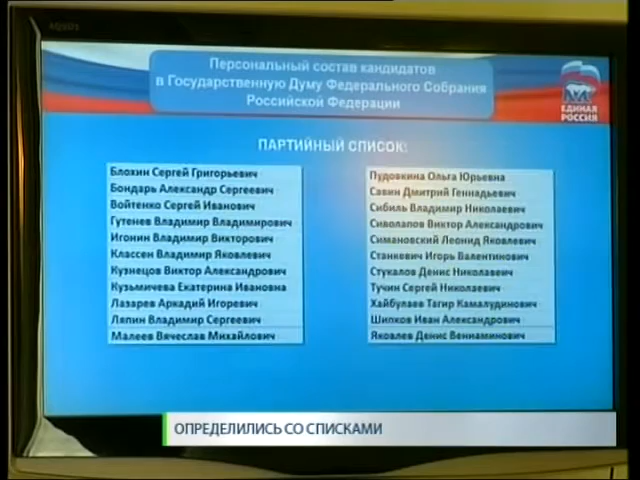 Персональный состав кандидатов
в Государственную Думу Федерального Собрания
Российской Федерации
ЕДИНАЯ
РОССИЯ
ПАРТИЙНЫЙ СПИСОК:
Блохин Сергей Григорьевич
Бондарь Александр Сергеевич
Войтенко Сергей Иванович
Гутенев Владимир Владимирович
Игонин Владимир Викторович
Классен Владимир Яковлевич
Кузнецов Виктор Александрович
Кузьмичева Екатерина Ивановна
Лазарев Аркадий Игоревич
Ляпин Владимир Сергеевич
Малеев Вячеслав Михайлович
Пудовкина Ольга Юрьевна
Савин Дмитрий Геннадьевич
Сибиль Владимир Николаевич
Сиволапов Виктор Александрович
Симановский Леонид Яковлевич
Станкевич Игорь Валентинович
Стукалов Денис Николаевич
Тучин Сергей Николаевич
Хайбулаев Тагир Камалудинович
Шипков Иван Александрович
Яковлев Денис Вениаминович
ОПРЕДЕЛИЛИСЬ СО СПИСКАМИ